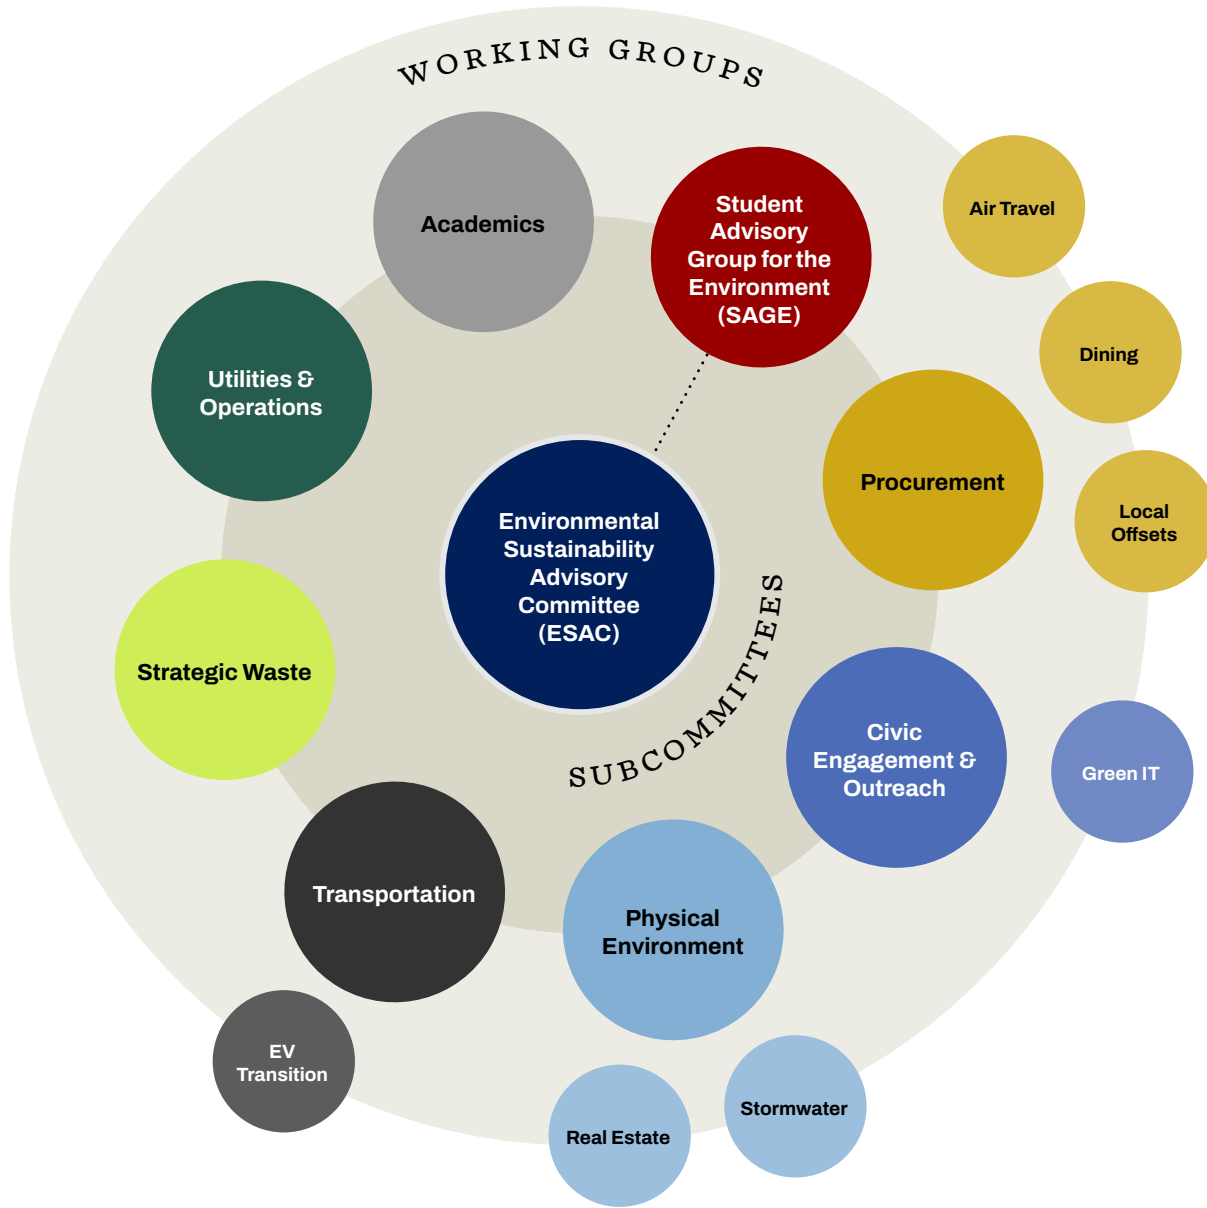 WORKING GROUPS
Academics
Student
Advisory
Group for the
Environment
(SAGE)
Air Travel
Dining
Utilities &
Operations
Procurement
Local
Offsets
Environmental
Sustainability
Advisory
Committee
(ESAC)
SUBCOMMITTEES
Strategic Waste
Civic
Engagement &
Outreach
Green IT
Transportation
Physical
Environment
EV
Transition
Real Estate
Stormwater